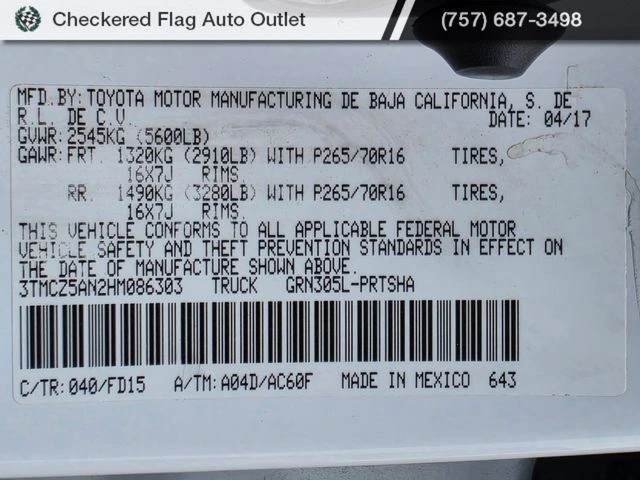 Checkered Flag Auto Outlet (757) 687-3498
MFD.BY: TOYOTA MOTOR MANUFACTURING DE BAJA CALIFORNIA, S. DE
R.L. DE C.V. DATE: 04/17
GVWR: 2545KG (5600LB)
GAWR: FRT. 1320KG (2910LB) WITH P265/70R16 TIRES,
16X7J RIMS.
RR. 1490KG (3280LB) WITH P265/70R16 TIRES,
16X7J RIMS.
THIS VEHICLE CONFORMS TO ALL APPLICABLE FEDERAL MOTOR
VEHICLE SAFETY AND THEFT PREVENTION STANDARDS IN EFFECT ON
THE DATE OF MANUFACTURE SHOWN ABOVE.
3TMCZ5AN2HM086303 TRUCK GRN305L-PRTSHA
C/TR: 040/FD15 A/TM: A04D/AC60F MADE IN MEXICO 643